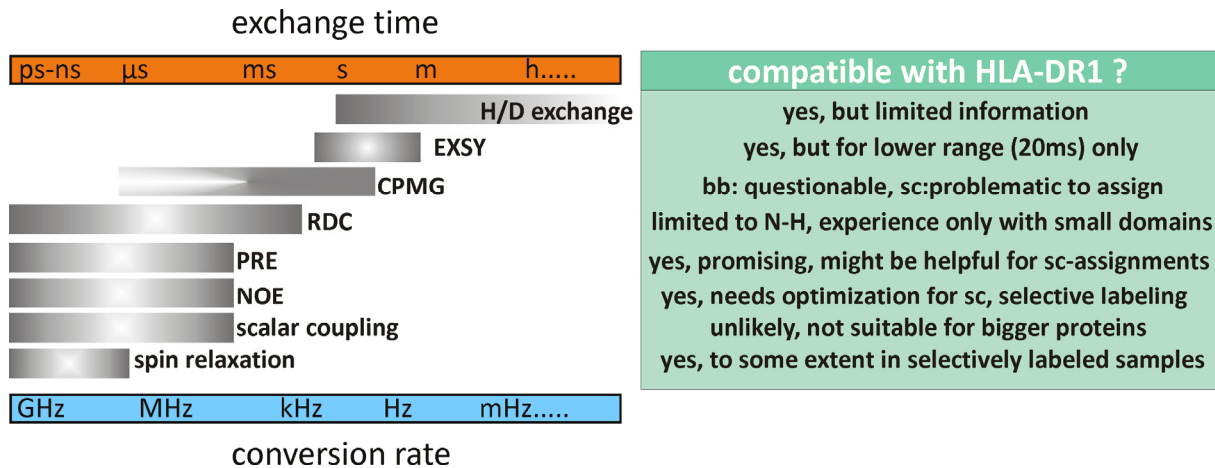 exchange time
ps-ns µs ms s m h.....
compatible with HLA-DR1 ?
H/D exchange
yes, but limited information
EXSY
yes, but for lower range (20ms) only
CPMG
bb: questionable, sc:problematic to assign
RDC
limited to N-H, experience only with small domains
PRE
yes, promising, might be helpful for sc-assignments
NOE
yes, needs optimization for sc, selective labeling
scalar coupling
unlikely, not suitable for bigger proteins
spin relaxation
yes, to some extent in selectively labeled samples
GHz MHz kHz Hz mHz.....
conversion rate